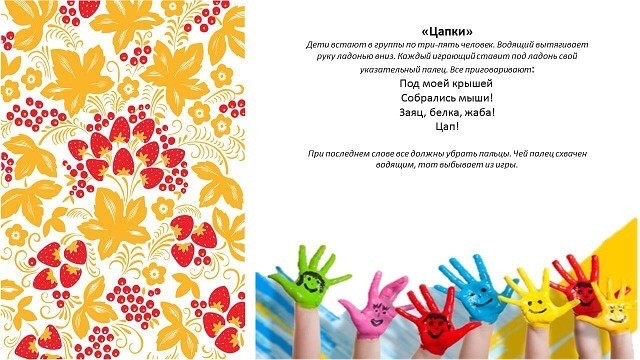 «Цапки»
Дети встают в группы по три-пять человек. Водящий вытягивает
руку ладонью вниз. Каждый играющий ставит под ладонь свой
указательный палец. Все приговаривают:
Под моей крышей
Собрались мыши!
Заяц, белка, жаба!
Цап!
При последнем слове все должны убрать пальцы. Чей палец схвачен
водящим, тот выбывает из игры.